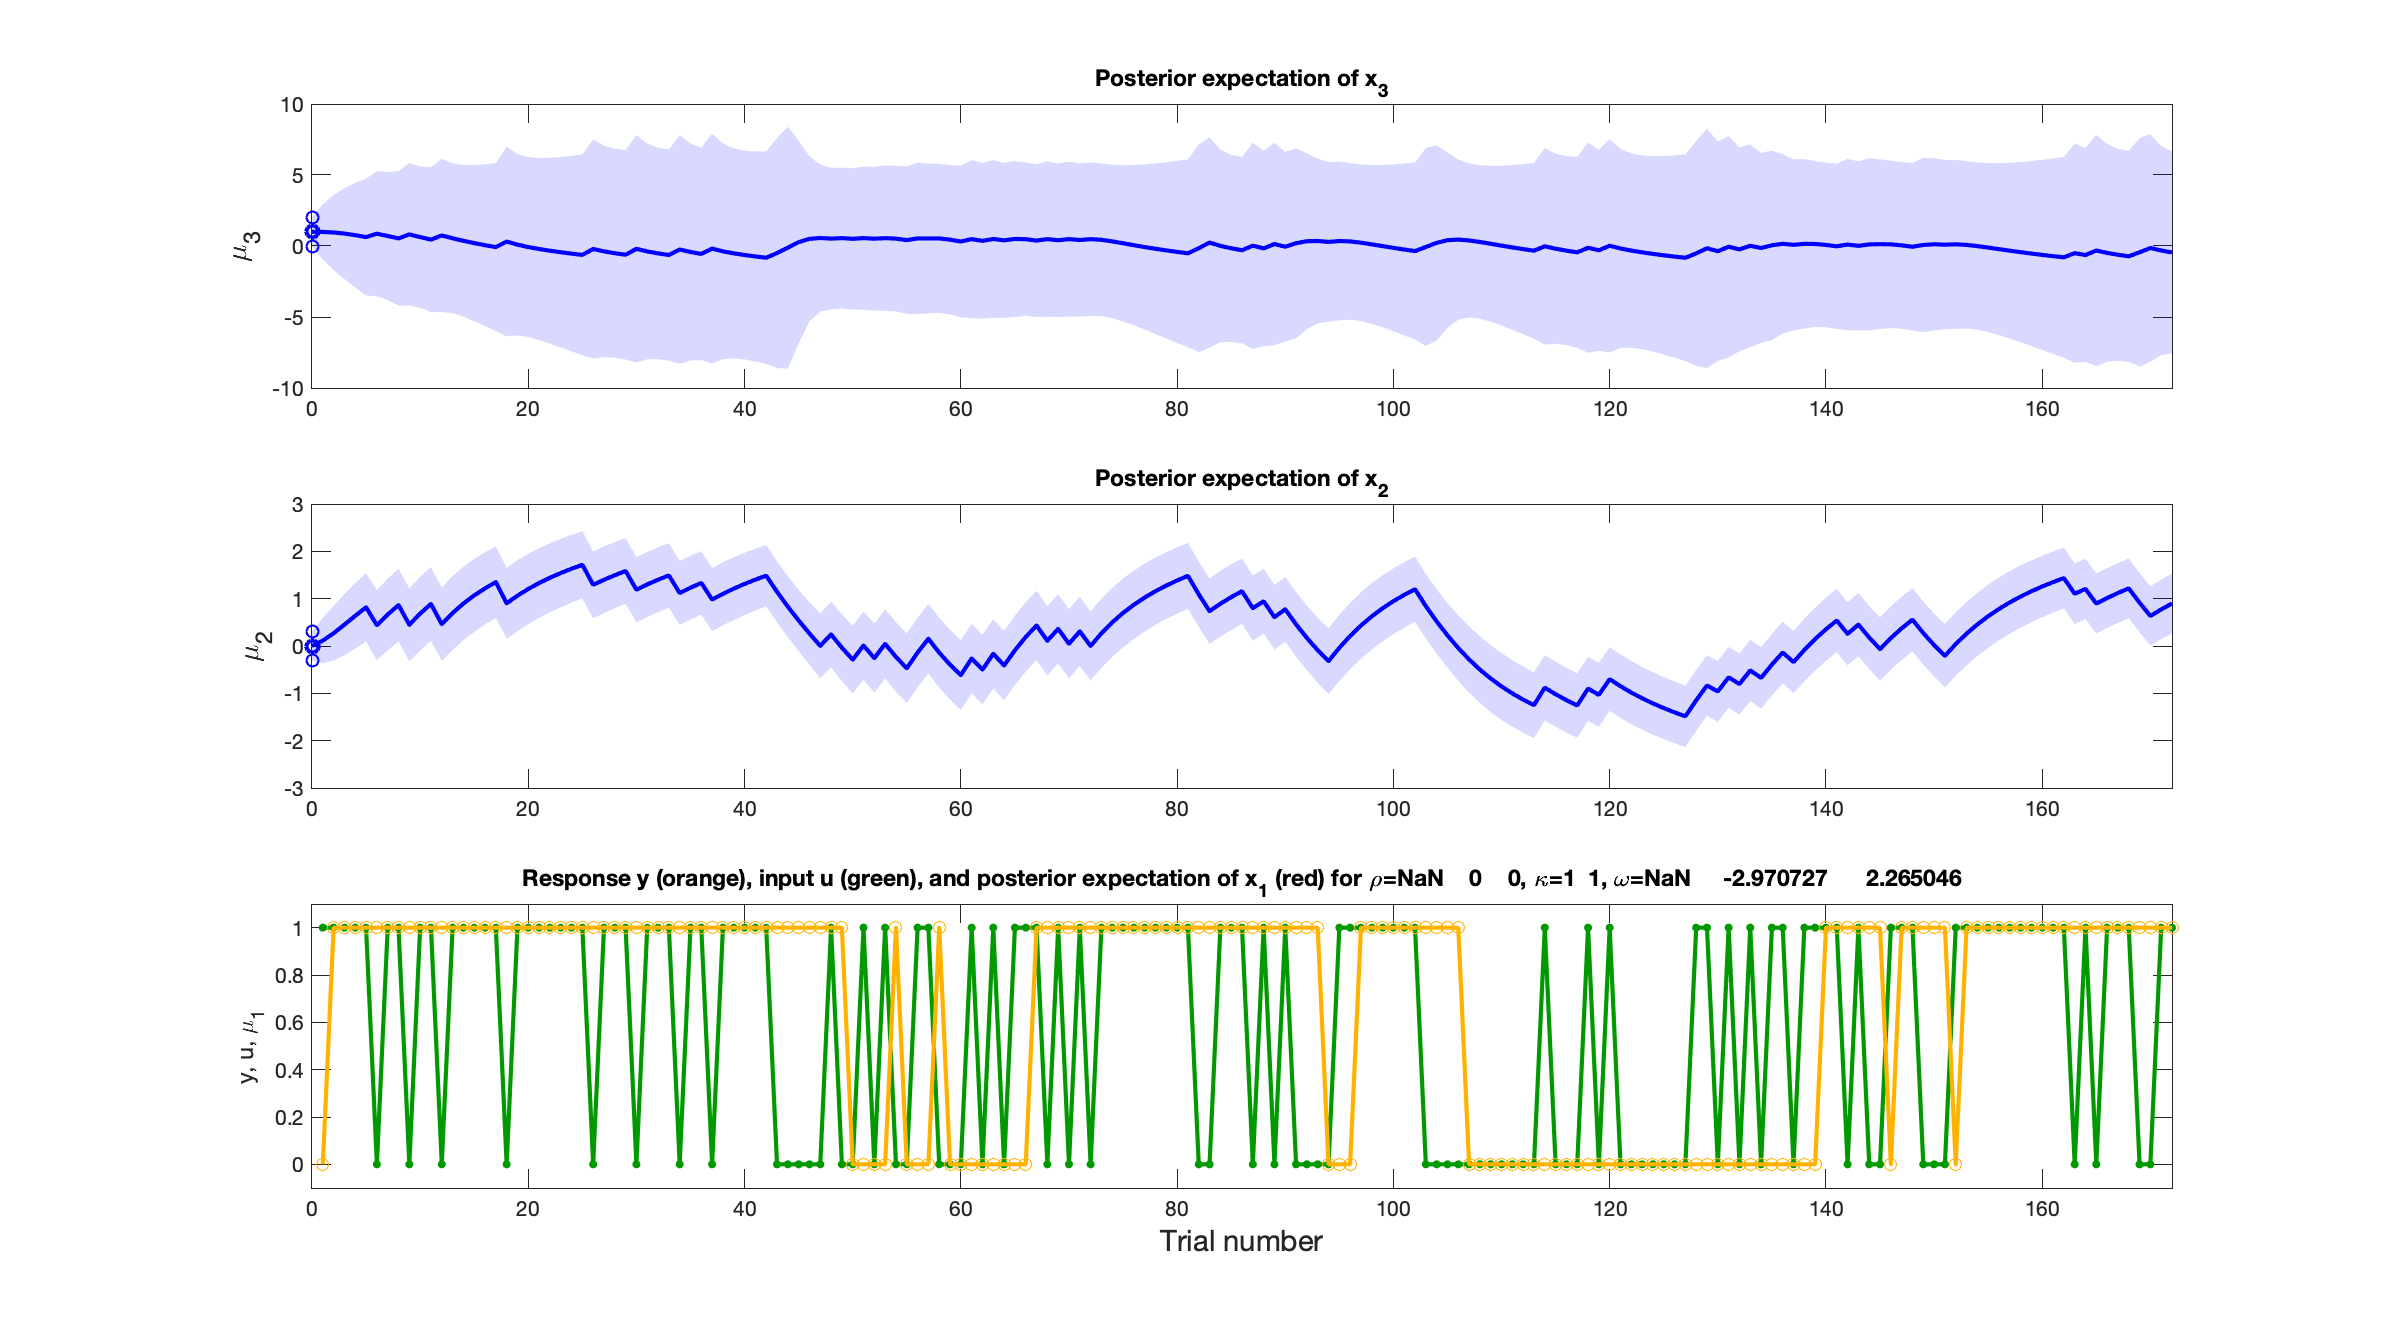 Posterior expectation of x3
10
5
0
-5
-10
μ3
0 20 40 60 80 100 120 140 160
Posterior expectation of x2
3
2
1
0
-1
-2
-3
μ2
0 20 40 60 80 100 120 140 160
Response y (orange), input u (green), and posterior expectation of x1 (red) for ρ=NaN 0 0, κ=1 1, ω=NaN -2.970727 2.265046
1
0.8
0.6
0.4
0.2
0
y, u, μ1
0 20 40 60 80 100 120 140 160
Trial number